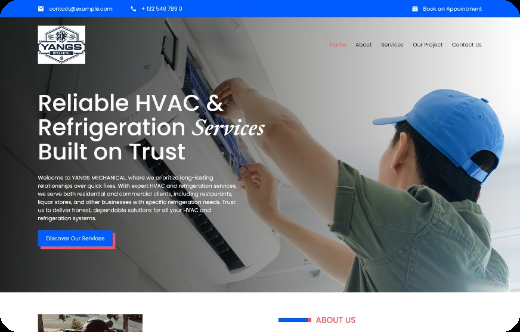 contact@example.com
Book an Appointment
YANGS
Home About Services Our Project Contact Us
Reliable HVAC &
Refrigeration Services
Built on Trust
Welcome to YANGS MECHANICAL where we prioritize long-lasting
relationships over quick fixes. With expert HVAC and refrigeration services,
we serve both residential and commercial clients, including restaurants,
liquor stores, and other businesses with specific refrigeration needs. Trust
us to deliver honest, dependable solutions for all your HVAC and
refrigeration systems.
Discover Our Services
ABOUT US